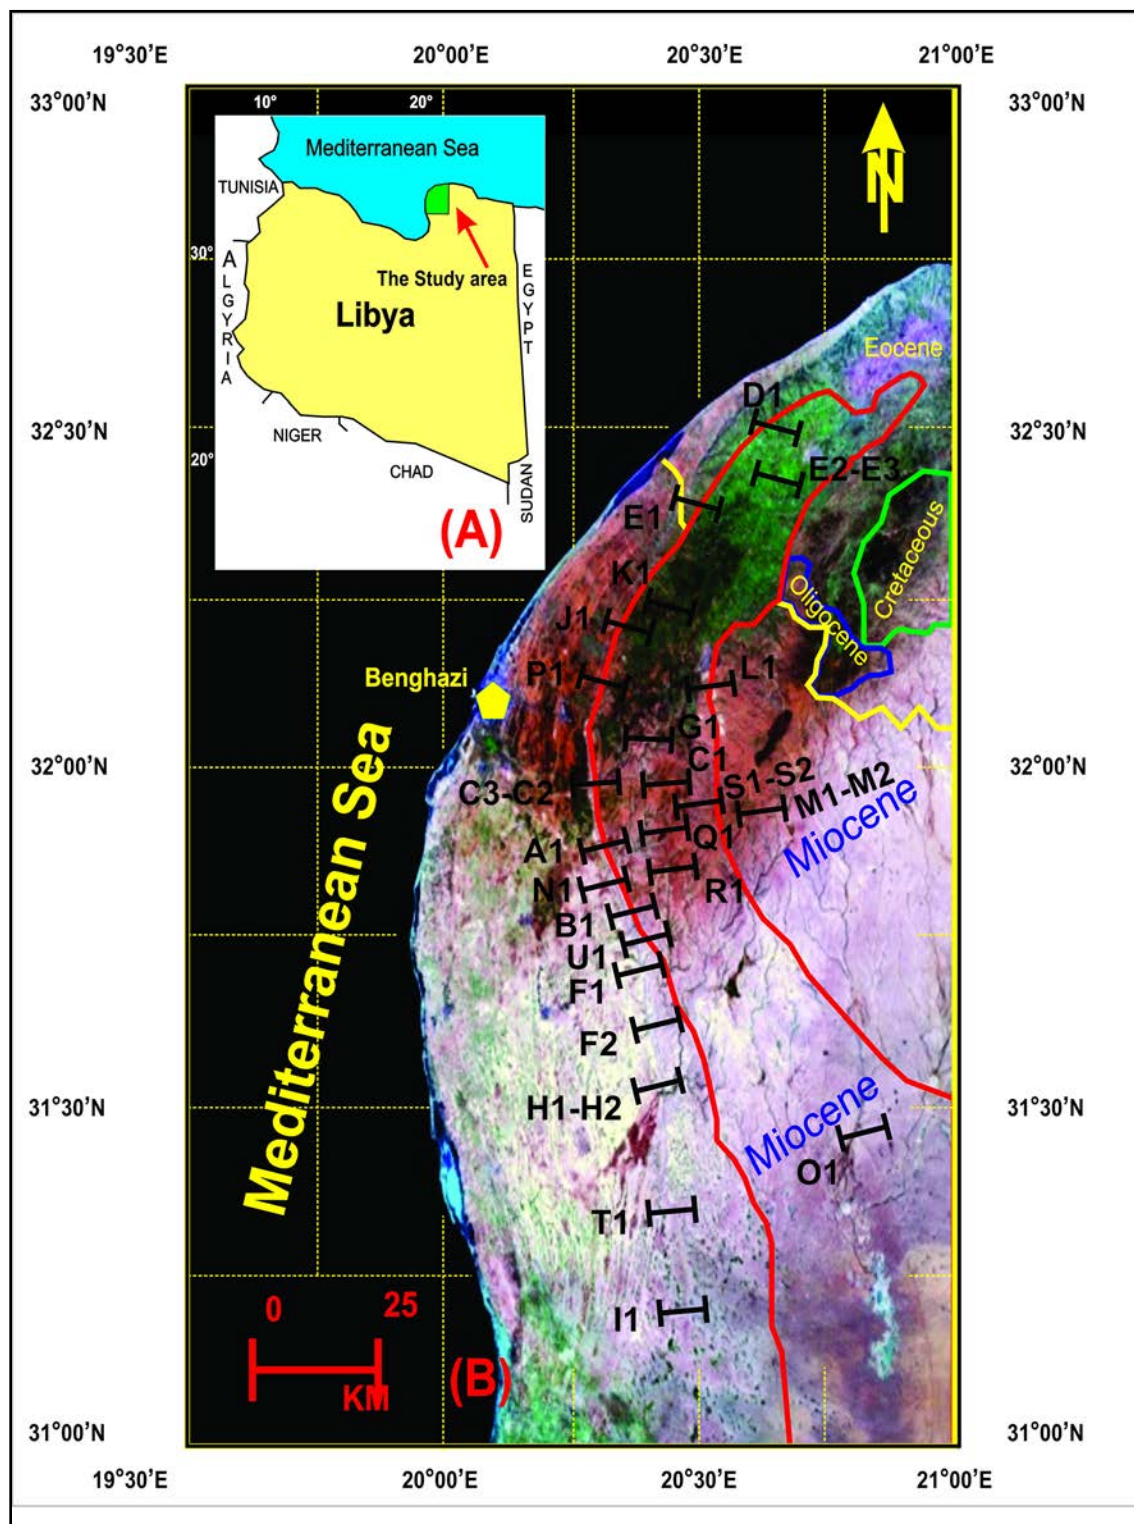 19°30’E 20°00’E 20°30’E 21°00’E
33°00’N 33°00’N
10° 20°
Mediterranean Sea
TUNISIA
30°
ALGYRIA
The Study area
EGYPT
Libya
NIGER
20°
CHAD
SUDAN
(A)
N
Eocene
32°30’N 32°30’N
D1
E2-E3
E1
Cretaceous
K1
Oligocene
J1
P1 L1
Benghazi
G1
C1
32°00’N 32°00’N
C3-C2 S1-S2 M1-M2
Miocene
A1 Q1
N1 R1
B1
U1
F1
F2
Mediterranean Sea
31°30’N 31°30’N
H1-H2
Miocene
O1
T1
0 25
I1
KM
(B)
31°00’N 31°00’N
19°30’E 20°00’E 20°30’E 21°00’E